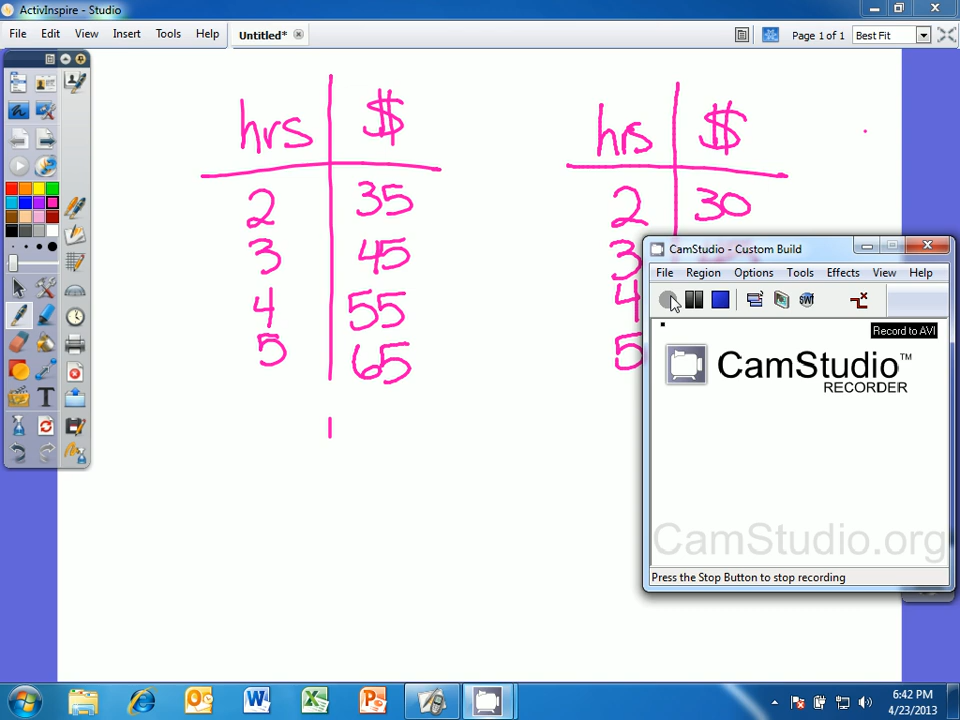 ActivInspire - Studio
File Edit View Insert Tools Help Untitled* Page 1 of 1 Best Fit
hrs $
2 35
3 45
4 55
5 65
hrs $
2 30
3
4
5
CamStudio - Custom Build
File Region Options Tools Effects View Help
Record to AVI
CamStudio™
RECORDER
CamStudio.org
Press the Stop Button to stop recording
6:42 PM
4/23/2013